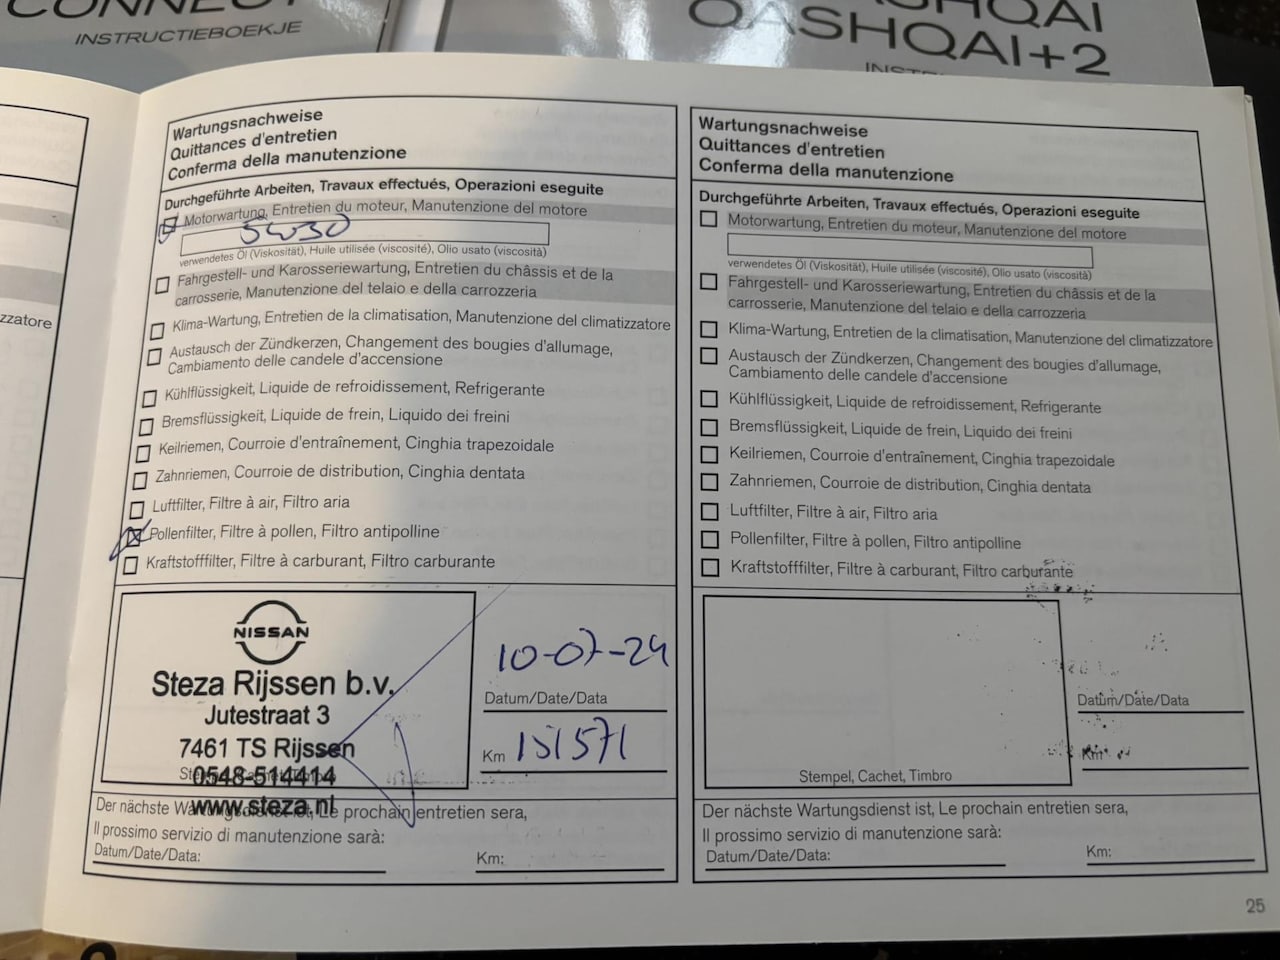 CONNECT
INSTRUCTIEBOEKJE
QASHQAI
QASHQAI+2
zzatore
Wartungsnachweise
Quittances d'entretien
Conferma della manutenzione
Durchgeführte Arbeiten, Travaux effectués, Operazioni eseguite
Motorwartung, Entretien du moteur, Manutenzione del motore
5W30
verwendetes Öl (Viskosität), Huile utilisée (viscosité), Olio usato (viscosità)
Fahrgestell- und Karosseriewartung, Entretien du châssis et de la
carrosserie, Manutenzione del telaio e della carrozzeria
Klima-Wartung, Entretien de la climatisation, Manutenzione del climatizzatore
Austausch der Zündkerzen, Changement des bougies d'allumage,
Cambiamento delle candele d'accensione
Kühlflüssigkeit, Liquide de refroidissement, Refrigerante
Bremsflüssigkeit, Liquide de frein, Liquido dei freini
Keilriemen, Courroie d'entraînement, Cinghia trapezoidale
Zahnriemen, Courroie de distribution, Cinghia dentata
Luftfilter, Filtre à air, Filtro aria
Pollenfilter, Filtre à pollen, Filtro antipolline
Kraftstofffilter, Filtre à carburant, Filtro carburante
NISSAN
Steza Rijssen b.v.
Jutestraat 3
7461 TS Rijssen
0548-514414
www.steza.nl
10-07-24
Datum/Date/Data
Km 151571
Der nächste Wartungsdienst ist, Le prochain entretien sera,
Il prossimo servizio di manutenzione sarà:
Datum/Date/Data:
Km:
Wartungsnachweise
Quittances d'entretien
Conferma della manutenzione
Durchgeführte Arbeiten, Travaux effectués, Operazioni eseguite
Motorwartung, Entretien du moteur, Manutenzione del motore
verwendetes Öl (Viskosität), Huile utilisée (viscosité), Olio usato (viscosità)
Fahrgestell- und Karosseriewartung, Entretien du châssis et de la
carrosserie, Manutenzione del telaio e della carrozzeria
Klima-Wartung, Entretien de la climatisation, Manutenzione del climatizzatore
Austausch der Zündkerzen, Changement des bougies d'allumage,
Cambiamento delle candele d'accensione
Kühlflüssigkeit, Liquide de refroidissement, Refrigerante
Bremsflüssigkeit, Liquide de frein, Liquido dei freini
Keilriemen, Courroie d'entraînement, Cinghia trapezoidale
Zahnriemen, Courroie de distribution, Cinghia dentata
Luftfilter, Filtre à air, Filtro aria
Pollenfilter, Filtre à pollen, Filtro antipolline
Kraftstofffilter, Filtre à carburant, Filtro carburante
Stempel, Cachet, Timbro
Datum/Date/Data
Km
Der nächste Wartungsdienst ist, Le prochain entretien sera,
Il prossimo servizio di manutenzione sarà:
Datum/Date/Data:
Km:
25